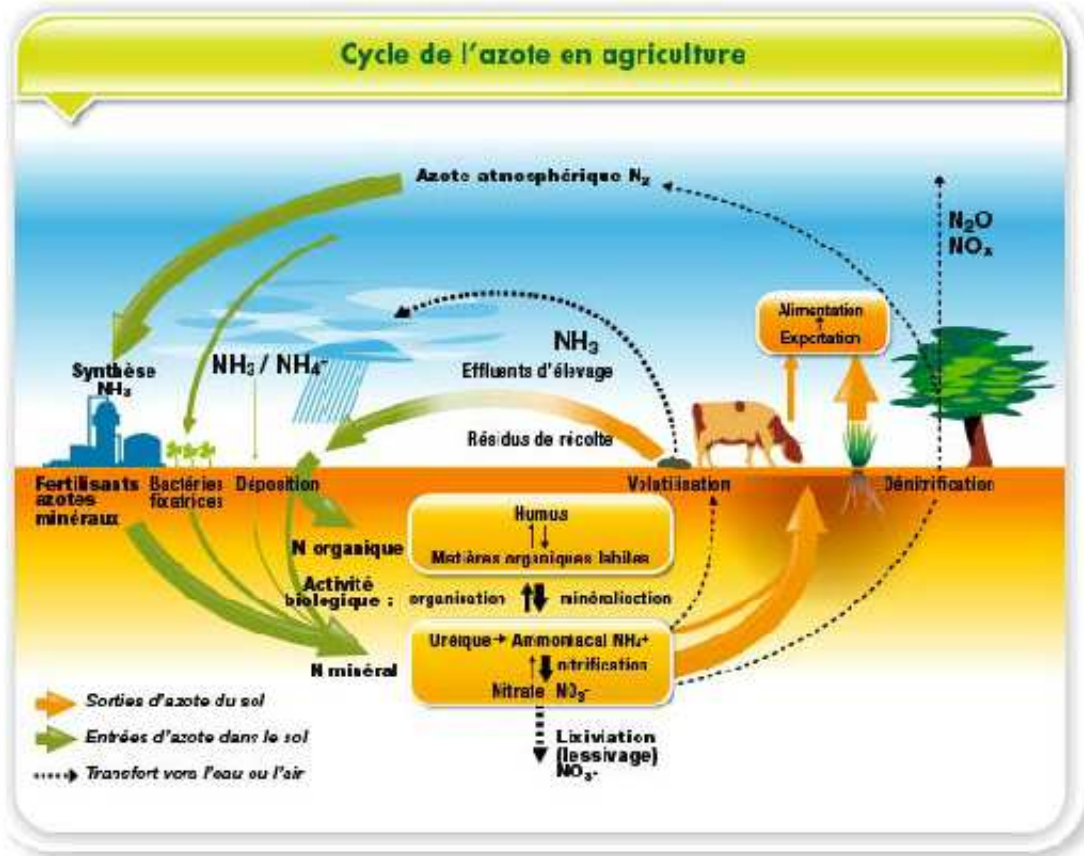 Cycle de l'azote en agriculture
Azote atmosphérique N₂
N₂O
NOₓ
Alimentation
Exportation
NH₃
Effluents d'élevage
Synthèse
NH₃
NH₃ / NH₄⁺
Résidus de récolte
Fertilisants
azotés
minéraux
Bactéries
fixatrices
Déposition
Volatilisation
Dénitrification
Humus
Matières organiques labiles
N organique
Activité
biologique :
organisation
minéralisation
Uréique → Ammoniacal NH₄⁺
nitrification
Nitrate NO₃⁻
N minéral
Lixiviation
(lessivage)
NO₃-
Sorties d'azote du sol
Entrées d'azote dans le sol
Transfert vers l'eau ou l'air